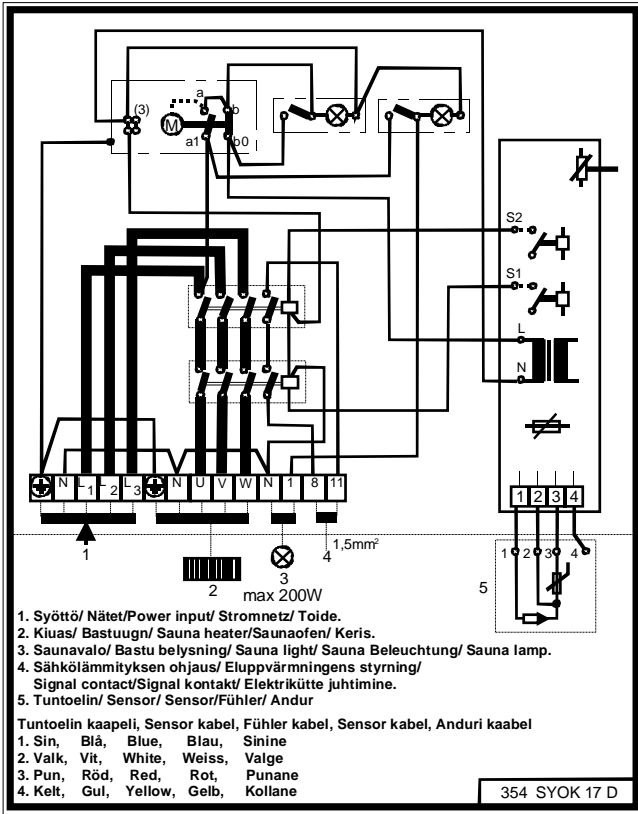 (3)
a
b
M
a1
b0
S2
S1
L
N
N L1 L2 L3 N U V W N 1 8 11
1 2 3 4
1 2 3 4
1,5mm²
1
2
3
4
5
max 200W
1. Syöttö/ Nätet/Power input/ Stromnetz/ Toide.
2. Kiuas/ Bastuugn/ Sauna heater/Saunaofen/ Keris.
3. Saunavalo/ Bastu belysning/ Sauna light/ Sauna Beleuchtung/ Sauna lamp.
4. Sähkölämmityksen ohjaus/ Eluppvärmningens styrning/
Signal contact/Signal kontakt/ Elektrikütte juhtimine.
5. Tuntoelin/ Sensor/ Sensor/Fühler/ Andur
Tuntoelin kaapeli, Sensor kabel, Fühler kabel, Sensor kabel, Anduri kaabel
1. Sin, Blå, Blue, Blau, Sinine
2. Valk, Vit, White, Weiss, Valge
3. Pun, Röd, Red, Rot, Punane
4. Kelt, Gul, Yellow, Gelb, Kollane
354 SYOK 17 D